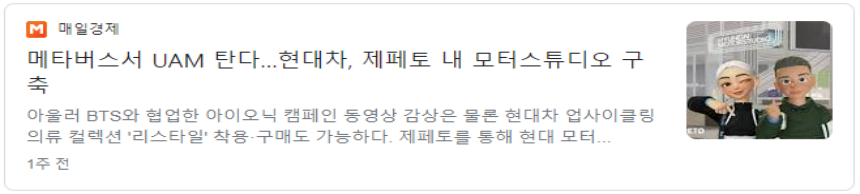 M 매일경제
메타버스서 UAM 탄다...현대차, 제페토 내 모터스튜디오 구
축
아울러 BTS와 협업한 아이오닉 캠페인 동영상 감상은 물론 현대차 업사이클링
의류 컬렉션 '리스타일' 착용·구매도 가능하다. 제페토를 통해 현대 모터...
1주 전